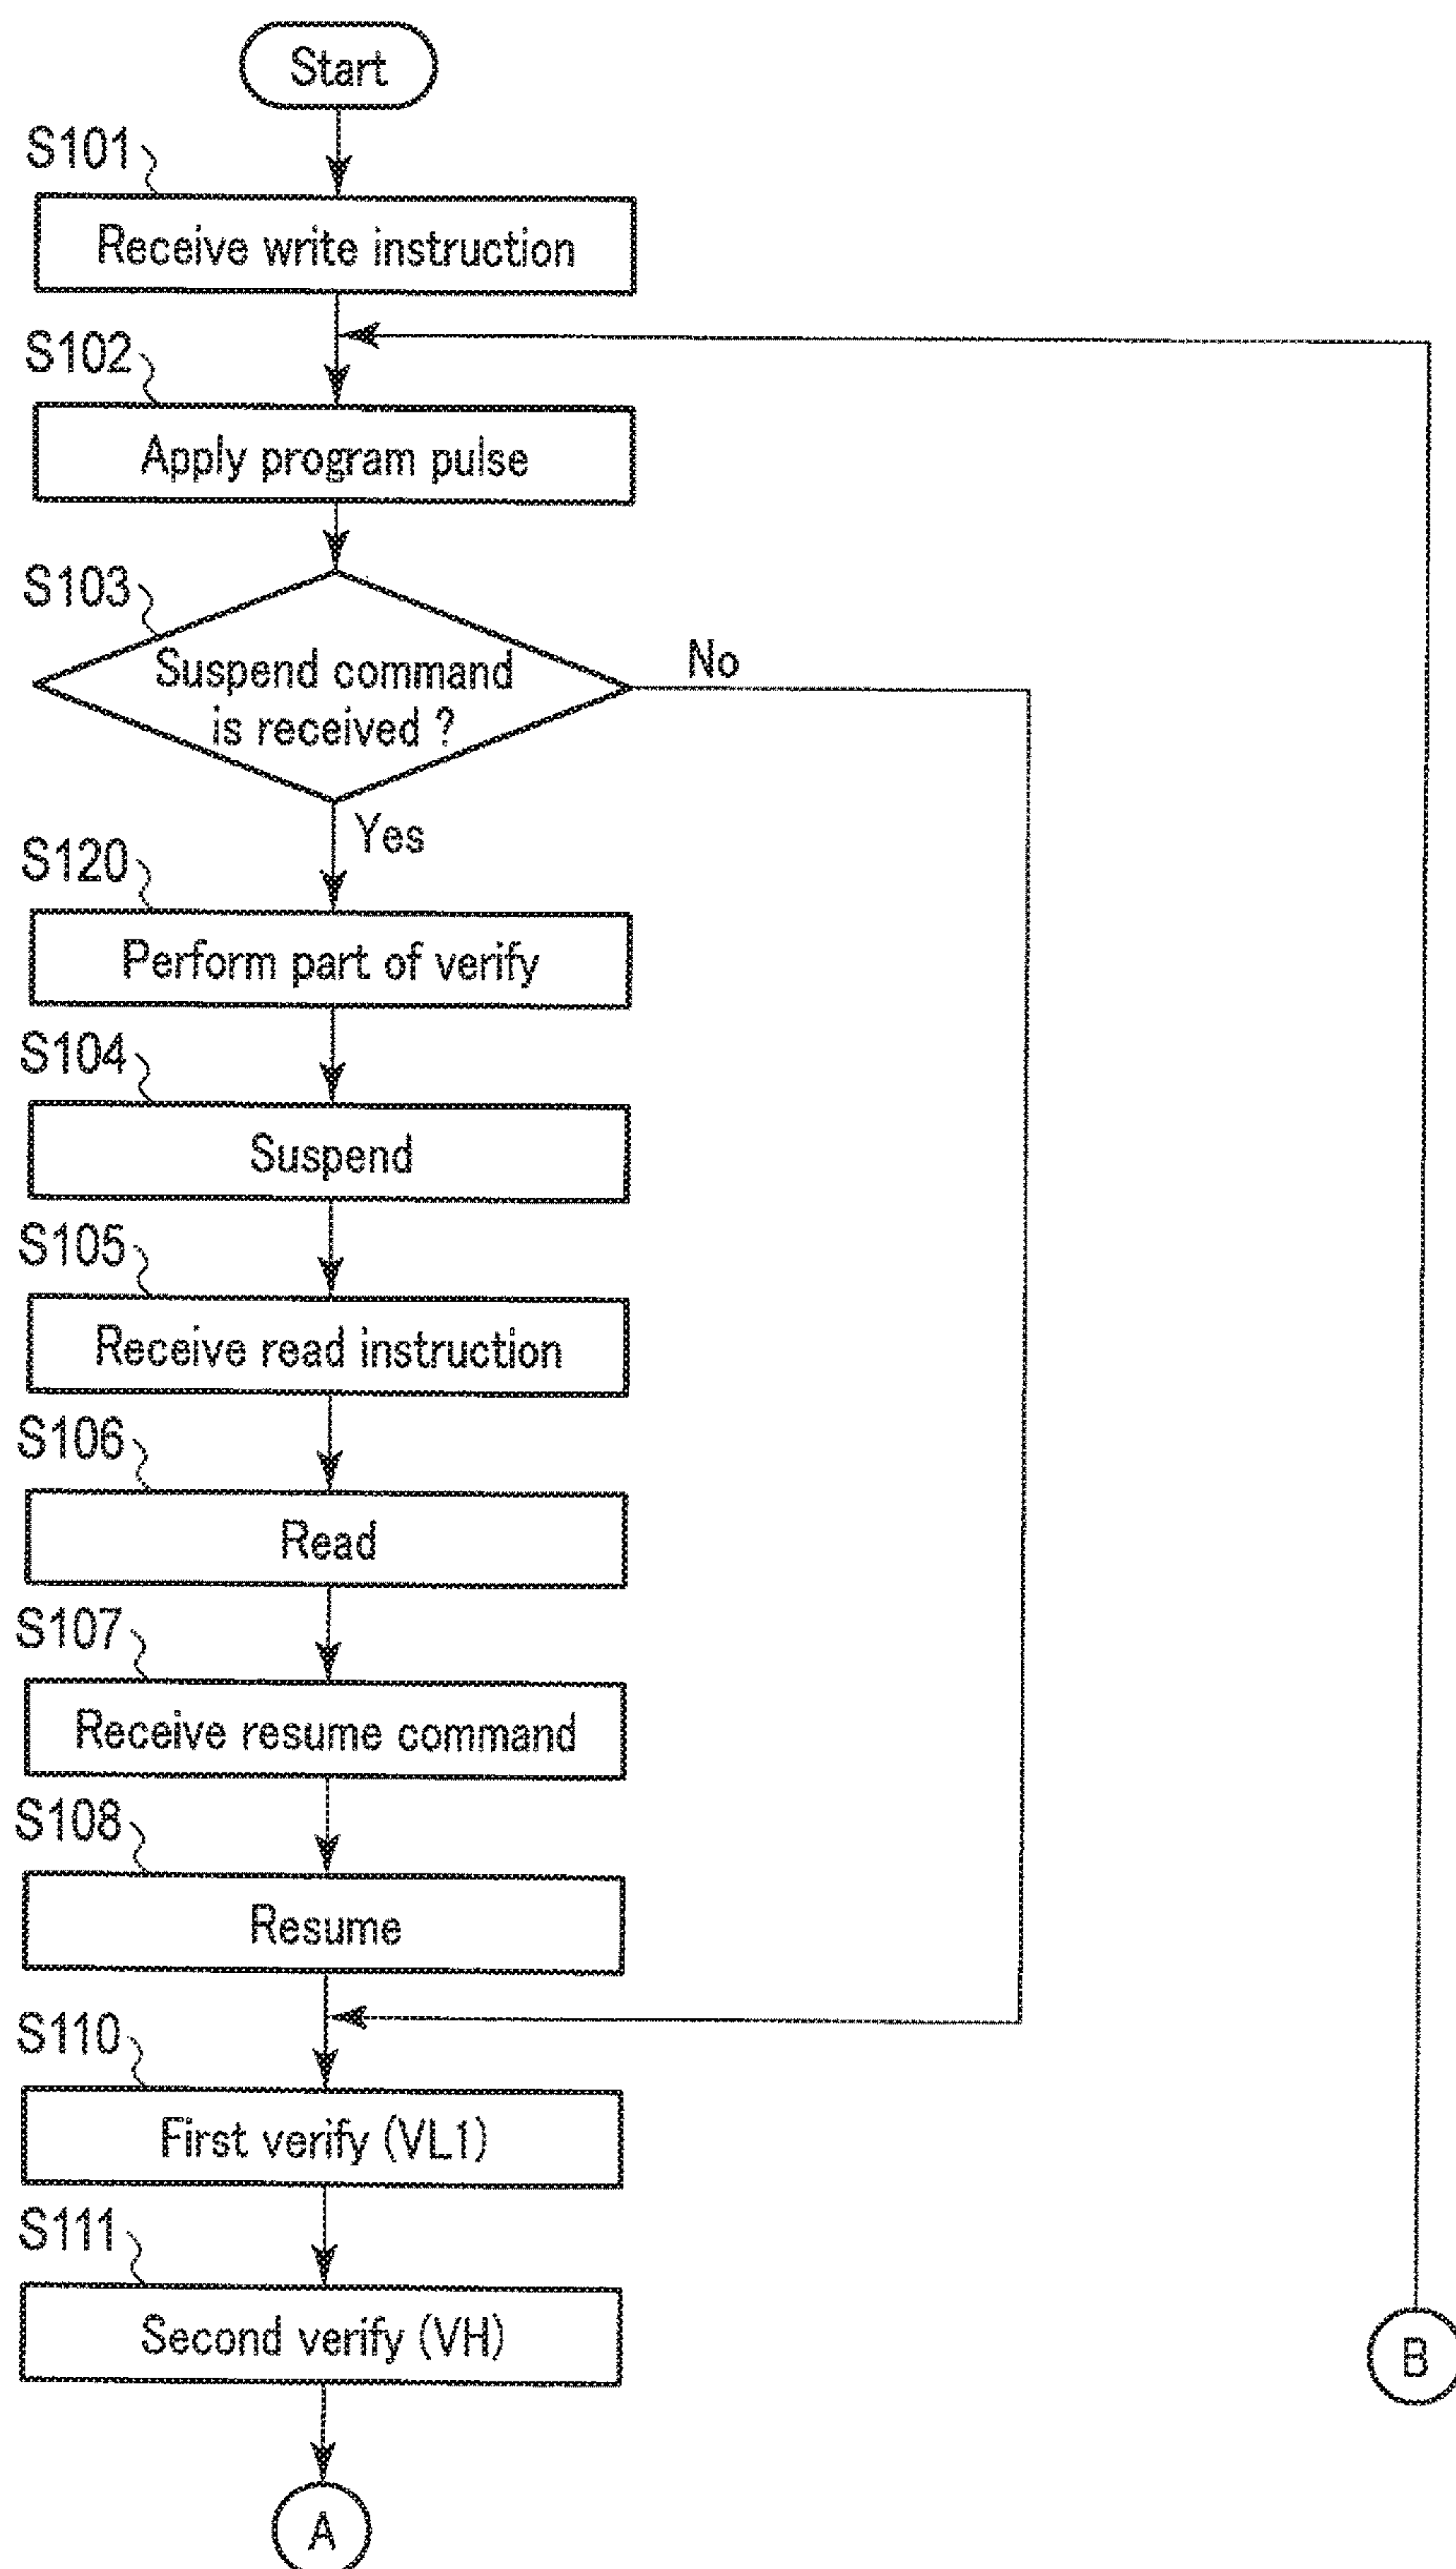 Start
S101
Receive write instruction
S102
Apply program pulse
S103
Suspend command
is received ?
No
Yes
S120
Perform part of verify
S104
Suspend
S105
Receive read instruction
S106
Read
S107
Receive resume command
S108
Resume
S110
First verify (VL1)
S111
Second verify (VH)
B
A